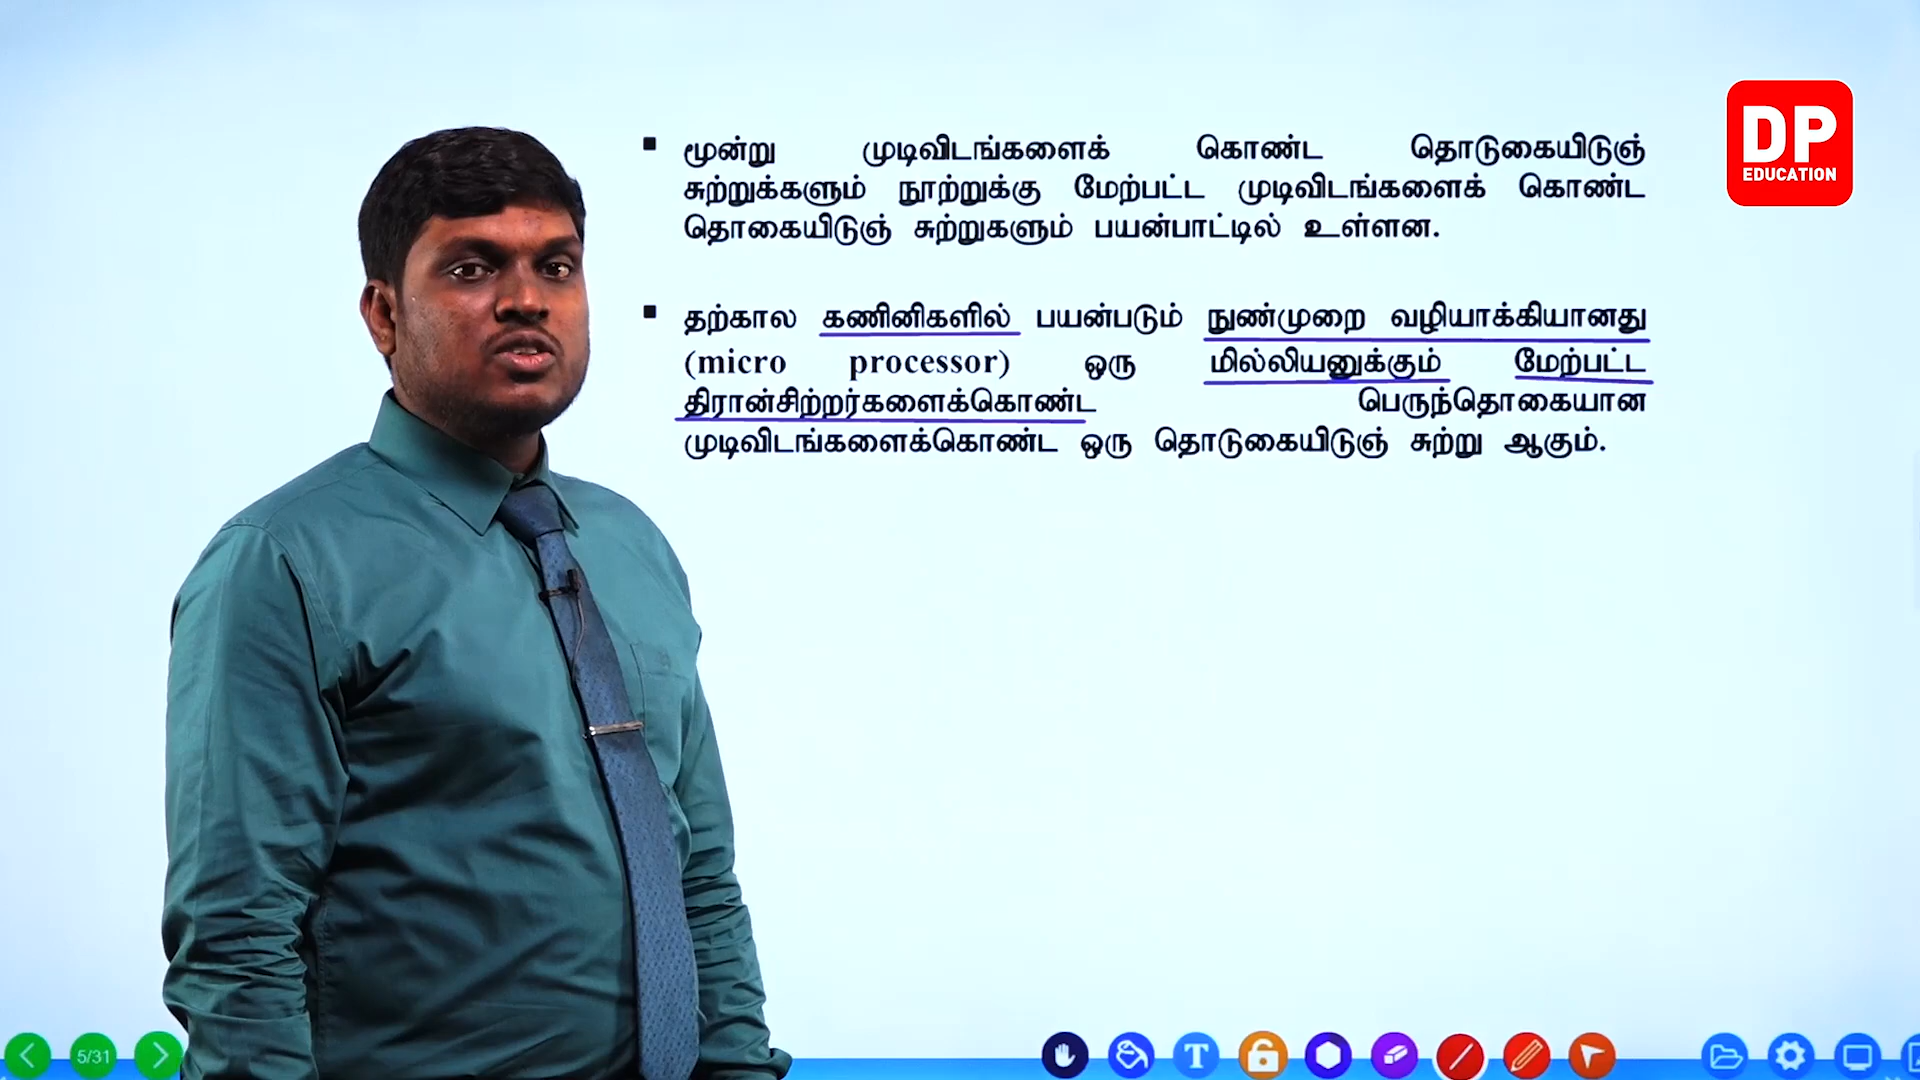 DP
EDUCATION
▪ மூன்று முடிவிடங்களைக் கொண்ட தொடுகையிடுஞ்
சுற்றுக்களும் நூற்றுக்கு மேற்பட்ட முடிவிடங்களைக் கொண்ட
தொகையிடுஞ் சுற்றுகளும் பயன்பாட்டில் உள்ளன.
▪ தற்கால கணினிகளில் பயன்படும் நுண்முறை வழியாக்கியானது
(micro processor) ஒரு மில்லியனுக்கும் மேற்பட்ட
திரான்சிற்றர்களைக்கொண்ட பெருந்தொகையான
முடிவிடங்களைக்கொண்ட ஒரு தொடுகையிடுஞ் சுற்று ஆகும்.
5/31
T